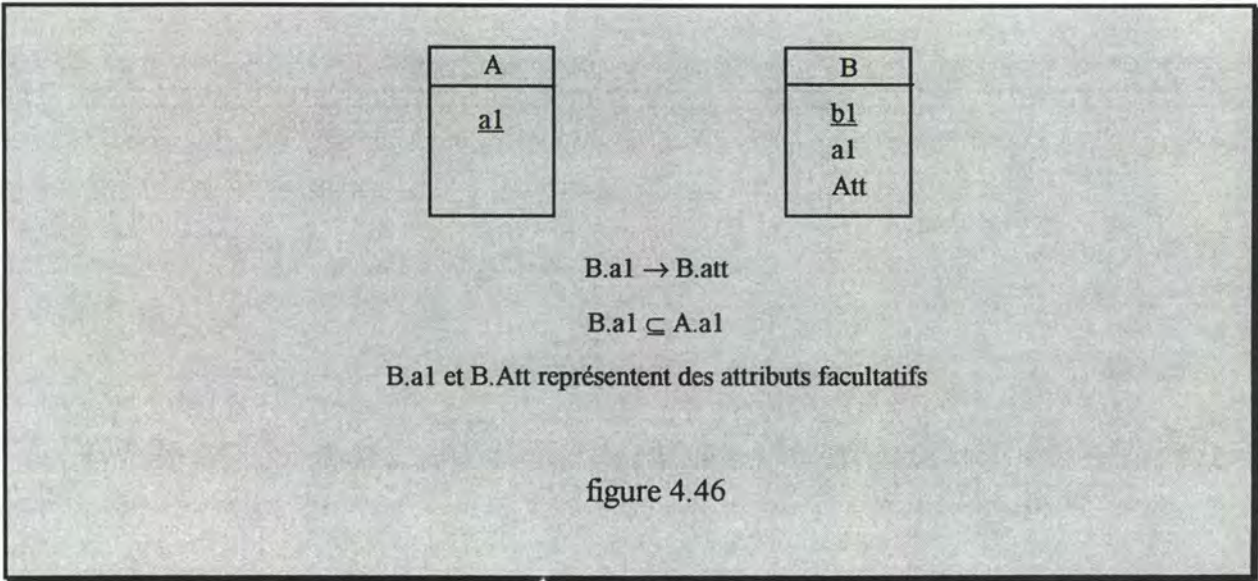 A
a1
B
b1
a1
Att
B.a1 → B.att
B.a1 ⊆ A.a1
B.a1 et B.Att représentent des attributs facultatifs
figure 4.46